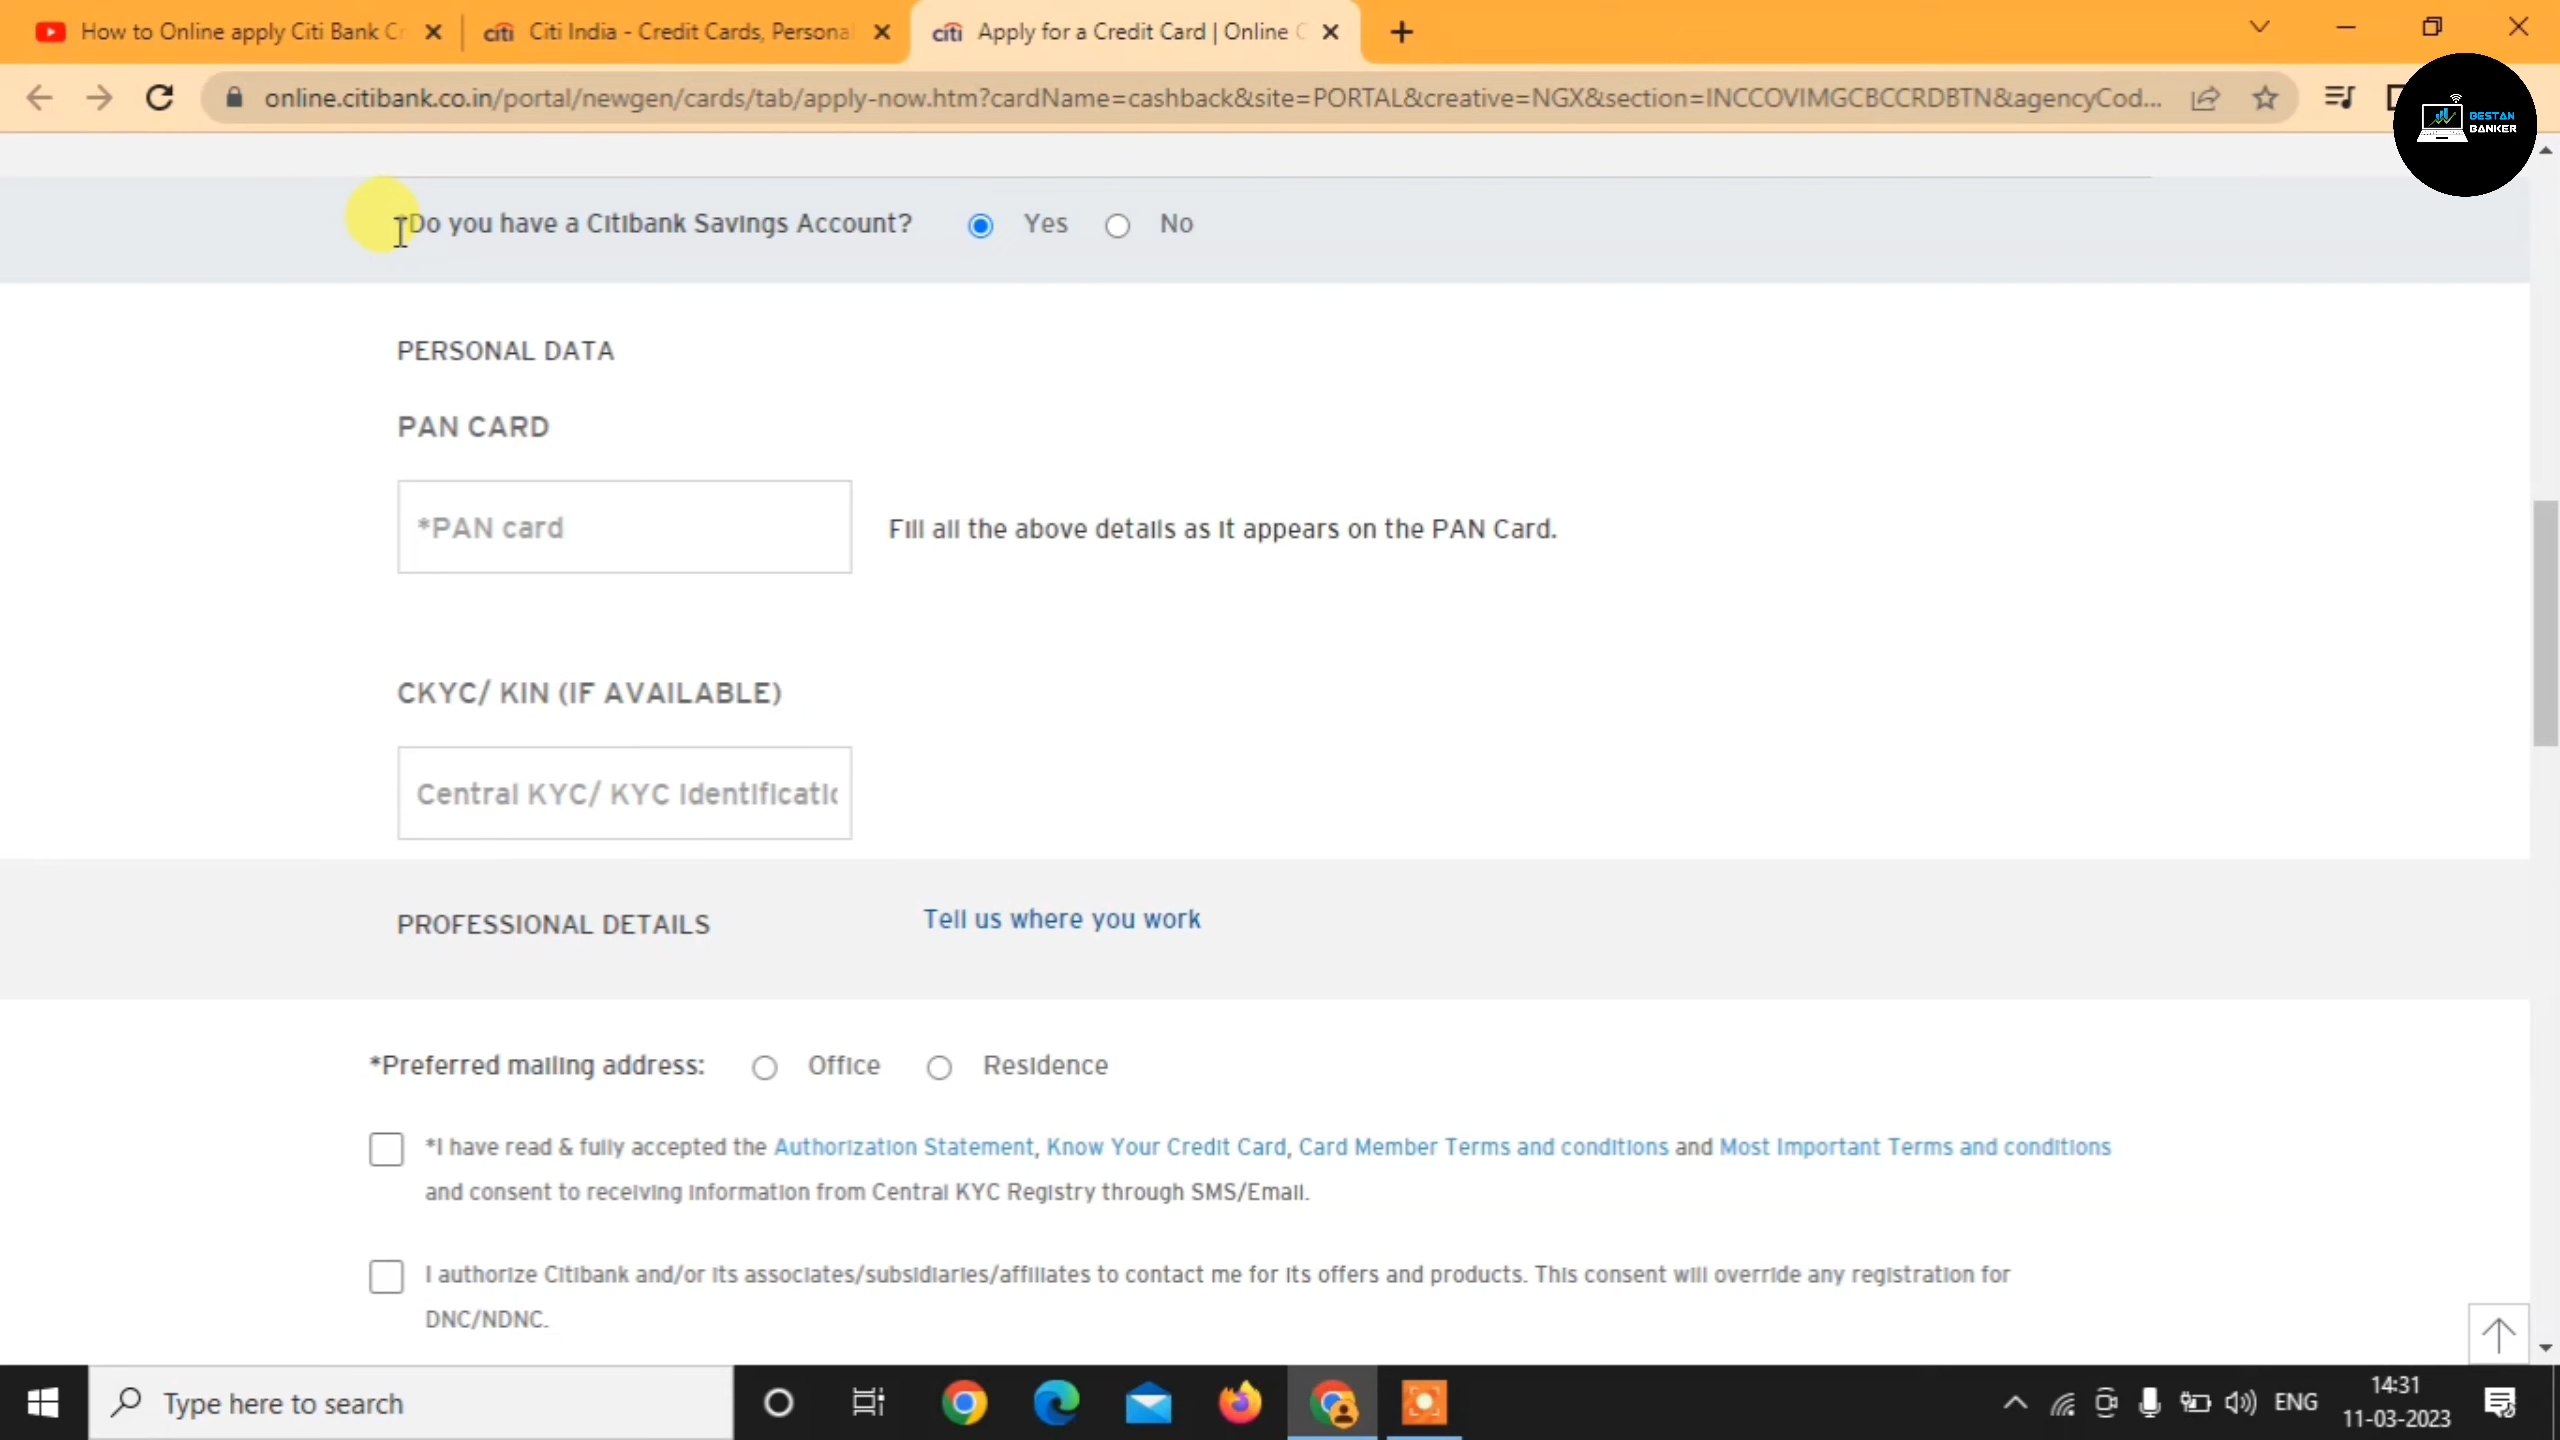 How to Online apply Citi Bank C
citi Citi India - Credit Cards, Personal
citi Apply for a Credit Card | Online C
online.citibank.co.in/portal/newgen/cards/tab/apply-now.htm?cardName=cashback&site=PORTAL&creative=NGX&section=INCCOVIMGCBCCRDBTN&agencyCod...
BESTAN
BANKER
*Do you have a Citibank Savings Account? Yes No
PERSONAL DATA
PAN CARD
*PAN card
Fill all the above details as it appears on the PAN Card.
CKYC/ KIN (IF AVAILABLE)
Central KYC/ KYC Identificatic
PROFESSIONAL DETAILS
Tell us where you work
*Preferred mailing address: Office Residence
*I have read & fully accepted the Authorization Statement, Know Your Credit Card, Card Member Terms and conditions and Most Important Terms and conditions
and consent to receiving information from Central KYC Registry through SMS/Email.
I authorize Citibank and/or its associates/subsidiaries/affiliates to contact me for its offers and products. This consent will override any registration for
DNC/NDNC.
Type here to search
ENG
14:31
11-03-2023